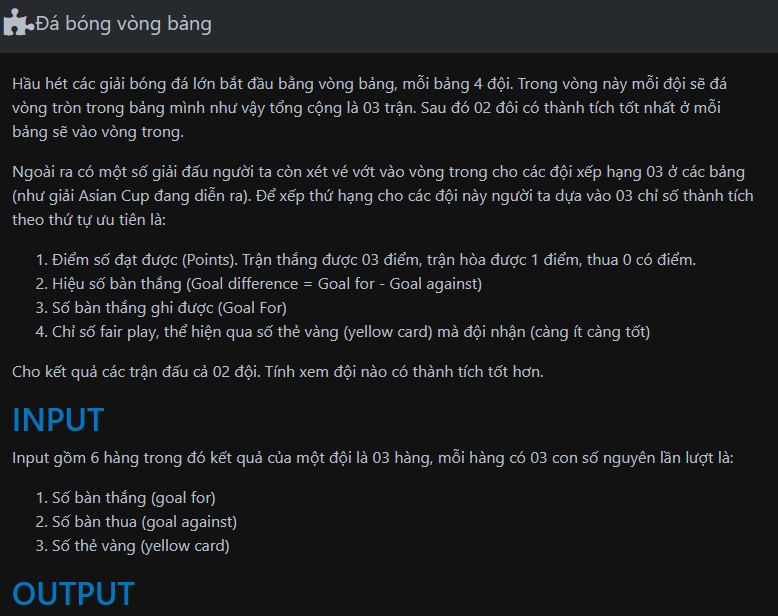 Đá bóng vòng bảng
Hầu hết các giải bóng đá lớn bắt đầu bằng vòng bảng, mỗi bảng 4 đội. Trong vòng này mỗi đội sẽ đá
vòng tròn trong bảng mình như vậy tổng cộng là 03 trận. Sau đó 02 đôi có thành tích tốt nhất ở mỗi
bảng sẽ vào vòng trong.
Ngoài ra có một số giải đấu người ta còn xét vé vớt vào vòng trong cho các đội xếp hạng 03 ở các bảng
(như giải Asian Cup đang diễn ra). Để xếp thứ hạng cho các đội này người ta dựa vào 03 chỉ số thành tích
theo thứ tự ưu tiên là:
1. Điểm số đạt được (Points). Trận thắng được 03 điểm, trận hòa được 1 điểm, thua 0 có điểm.
2. Hiệu số bàn thắng (Goal difference = Goal for - Goal against)
3. Số bàn thắng ghi được (Goal For)
4. Chỉ số fair play, thể hiện qua số thẻ vàng (yellow card) mà đội nhận (càng ít càng tốt)
Cho kết quả các trận đấu cả 02 đội. Tính xem đội nào có thành tích tốt hơn.
INPUT
Input gồm 6 hàng trong đó kết quả của một đội là 03 hàng, mỗi hàng có 03 con số nguyên lần lượt là:
1. Số bàn thắng (goal for)
2. Số bàn thua (goal against)
3. Số thẻ vàng (yellow card)
OUTPUT